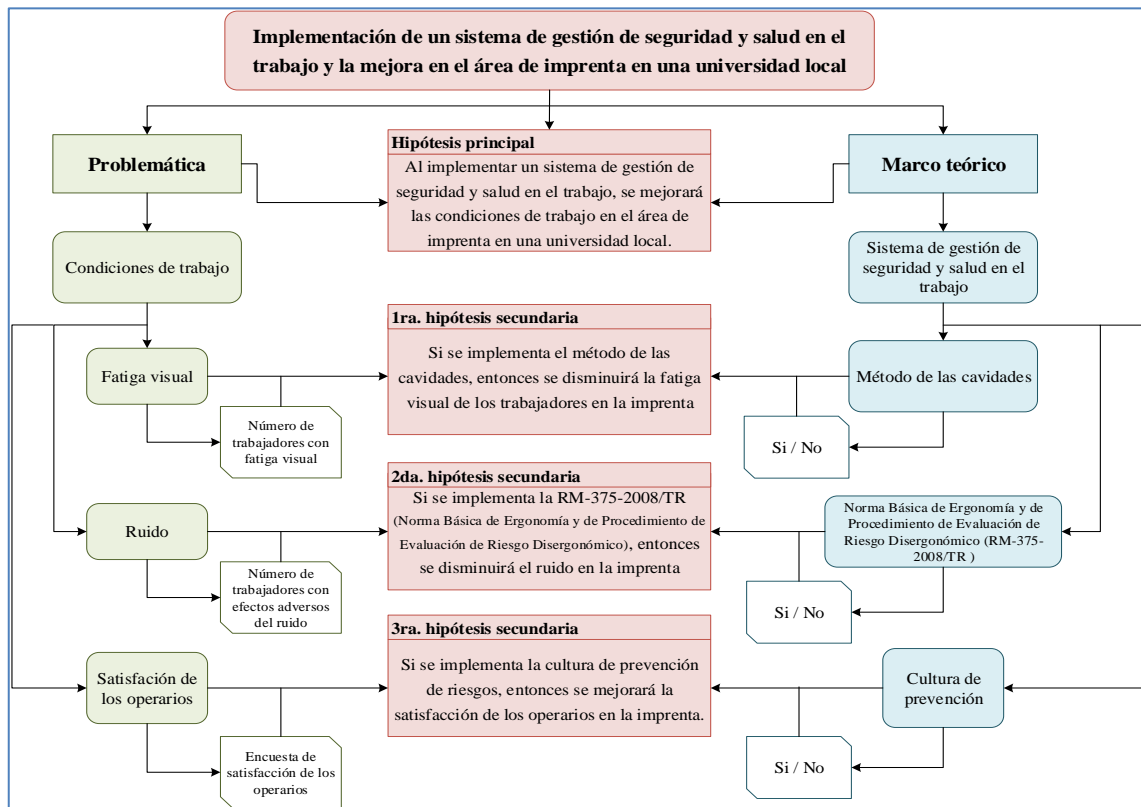 Implementación de un sistema de gestión de seguridad y salud en el
trabajo y la mejora en el área de imprenta en una universidad local
Problemática
Hipótesis principal
Al implementar un sistema de gestión de
seguridad y salud en el trabajo, se mejorará
las condiciones de trabajo en el área de
imprenta en una universidad local.
Marco teórico
Condiciones de trabajo
Sistema de gestión de
seguridad y salud en el
trabajo
Fatiga visual
Número de
trabajadores con
fatiga visual
1ra. hipótesis secundaria
Si se implementa el método de las
cavidades, entonces se disminuirá la fatiga
visual de los trabajadores en la imprenta
Método de las cavidades
Si / No
Ruido
Número de
trabajadores con
efectos adversos
del ruido
2da. hipótesis secundaria
Si se implementa la RM-375-2008/TR
(Norma Básica de Ergonomía y de Procedimiento de
Evaluación de Riesgo Disergonómico), entonces
se disminuirá el ruido en la imprenta
Norma Básica de Ergonomía y de
Procedimiento de Evaluación de
Riesgo Disergonómico (RM-375-
2008/TR )
Si / No
Satisfación de
los operarios
Encuesta de
satisfacción de los
operarios
3ra. hipótesis secundaria
Si se implementa la cultura de prevención
de riesgos, entonces se mejorará la
satisfacción de los operarios en la imprenta.
Cultura de
prevención
Si / No